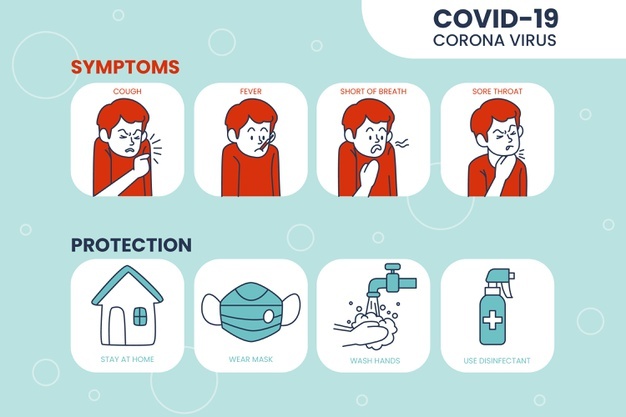 COVID-19
CORONA VIRUS
SYMPTOMS
COUGH
FEVER
SHORT OF BREATH
SORE THROAT
PROTECTION
STAY AT HOME
WEAR MASK
WASH HANDS
USE DISINFECTANT